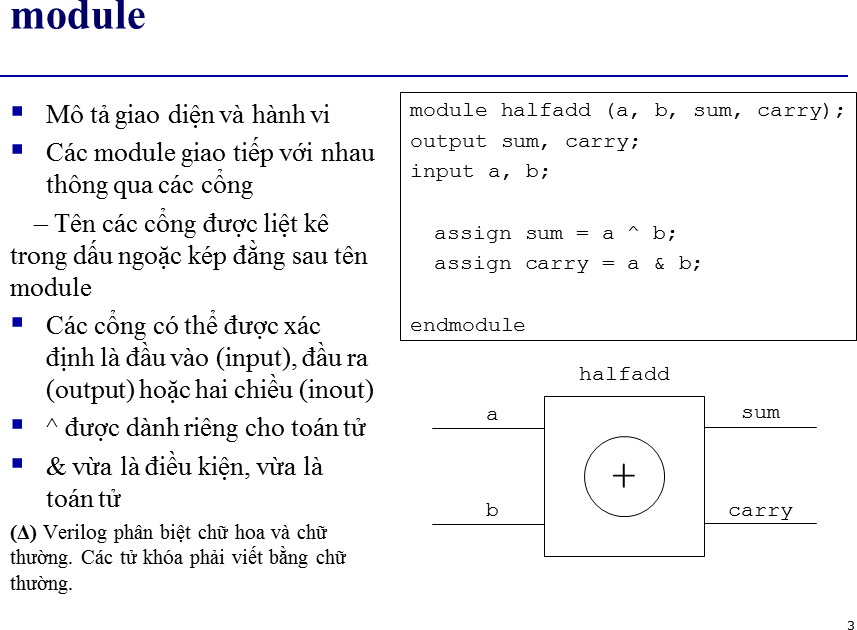 module
Mô tả giao diện và hành vi
Các module giao tiếp với nhau
thông qua các cổng
– Tên các cổng được liệt kê
trong dấu ngoặc kép đằng sau tên
module
Các cổng có thể được xác
định là đầu vào (input), đầu ra
(output) hoặc hai chiều (inout)
^ được dành riêng cho toán tử
& vừa là điều kiện, vừa là
toán tử
(Δ) Verilog phân biệt chữ hoa và chữ
thường. Các từ khóa phải viết bằng chữ
thường.
module halfadd (a, b, sum, carry);
output sum, carry;
input a, b;
assign sum = a ^ b;
assign carry = a & b;
endmodule
halfadd
a
sum
+
b
carry
3